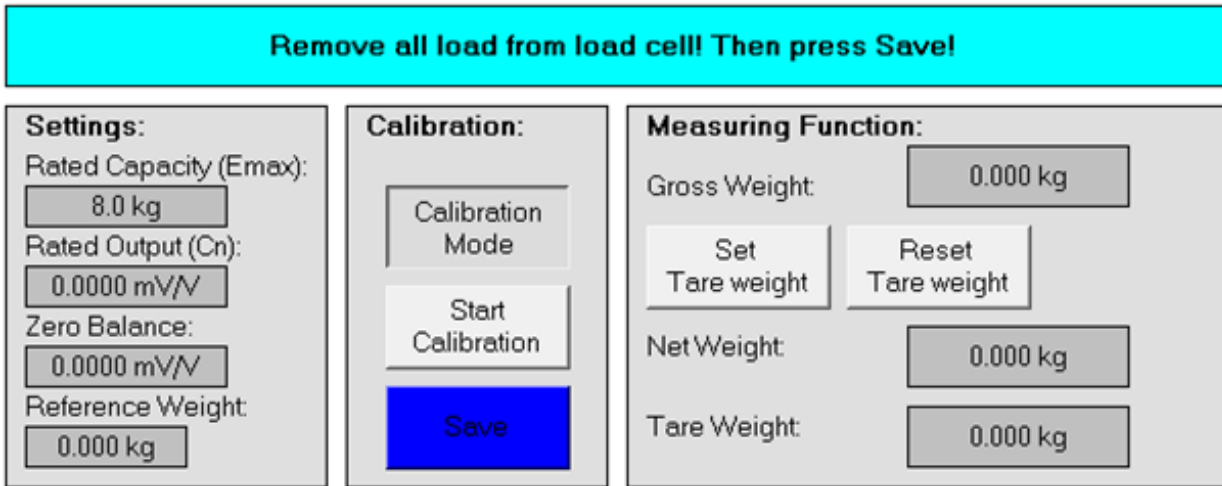 Remove all load from load cell! Then press Save!
Settings:
Rated Capacity (Emax):
8.0 kg
Rated Output (Cn):
0.0000 mV/V
Zero Balance:
0.0000 mV/V
Reference Weight:
0.000 kg
Calibration:
Calibration
Mode
Start
Calibration
Save
Measuring Function:
Gross Weight:
0.000 kg
Set
Tare weight
Reset
Tare weight
Net Weight:
0.000 kg
Tare Weight:
0.000 kg